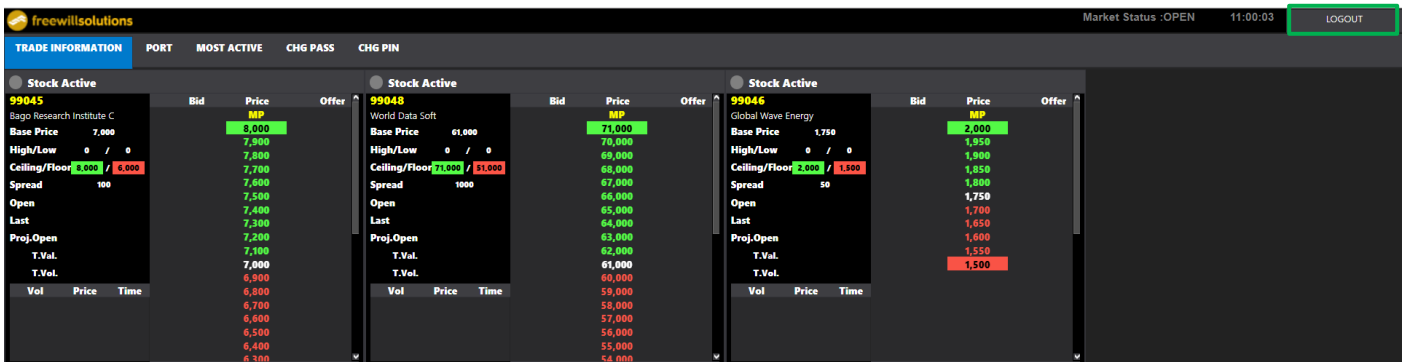 freewillsolutions Market Status :OPEN 11:00:03 LOGOUT
TRADE INFORMATION PORT MOST ACTIVE CHG PASS CHG PIN
Stock Active
99045 Bid Price Offer
Bago Research Institute C MP
Base Price 7,000
High/Low 0 / 0
Ceiling/Floor 8,000 / 6,000
Spread 100
Open
Last
Proj.Open
T.Val.
T.Vol.
Vol Price Time
8,000
7,900
7,800
7,700
7,600
7,500
7,400
7,300
7,200
7,100
7,000
6,900
6,800
6,700
6,600
6,500
6,400
6,300
Stock Active
99048 Bid Price Offer
World Data Soft MP
Base Price 61,000
High/Low 0 / 0
Ceiling/Floor 71,000 / 51,000
Spread 1000
Open
Last
Proj.Open
T.Val.
T.Vol.
Vol Price Time
71,000
70,000
69,000
68,000
67,000
66,000
65,000
64,000
63,000
62,000
61,000
60,000
59,000
58,000
57,000
56,000
55,000
54,000
Stock Active
99046 Bid Price Offer
Global Wave Energy MP
Base Price 1,750
High/Low 0 / 0
Ceiling/Floor 2,000 / 1,500
Spread 50
Open
Last
Proj.Open
T.Val.
T.Vol.
Vol Price Time
2,000
1,950
1,900
1,850
1,800
1,750
1,700
1,650
1,600
1,550
1,500